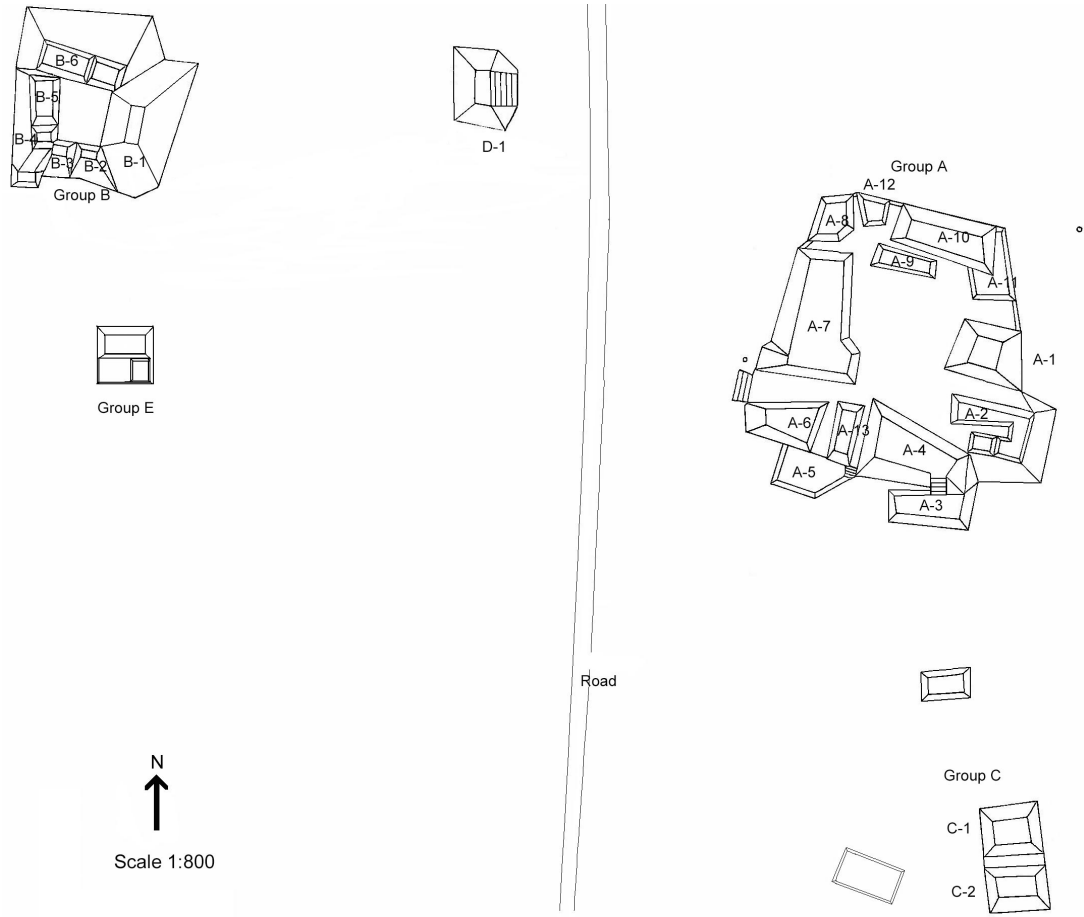 B-6
B-5
B-4
B-3
B-2
B-1
Group B
D-1
Group A
A-12
A-8
A-10
A-9
A-11
A-7
A-1
A-2
A-6
A-13
A-4
A-5
A-3
Group E
Road
N
Scale 1:800
Group C
C-1
C-2